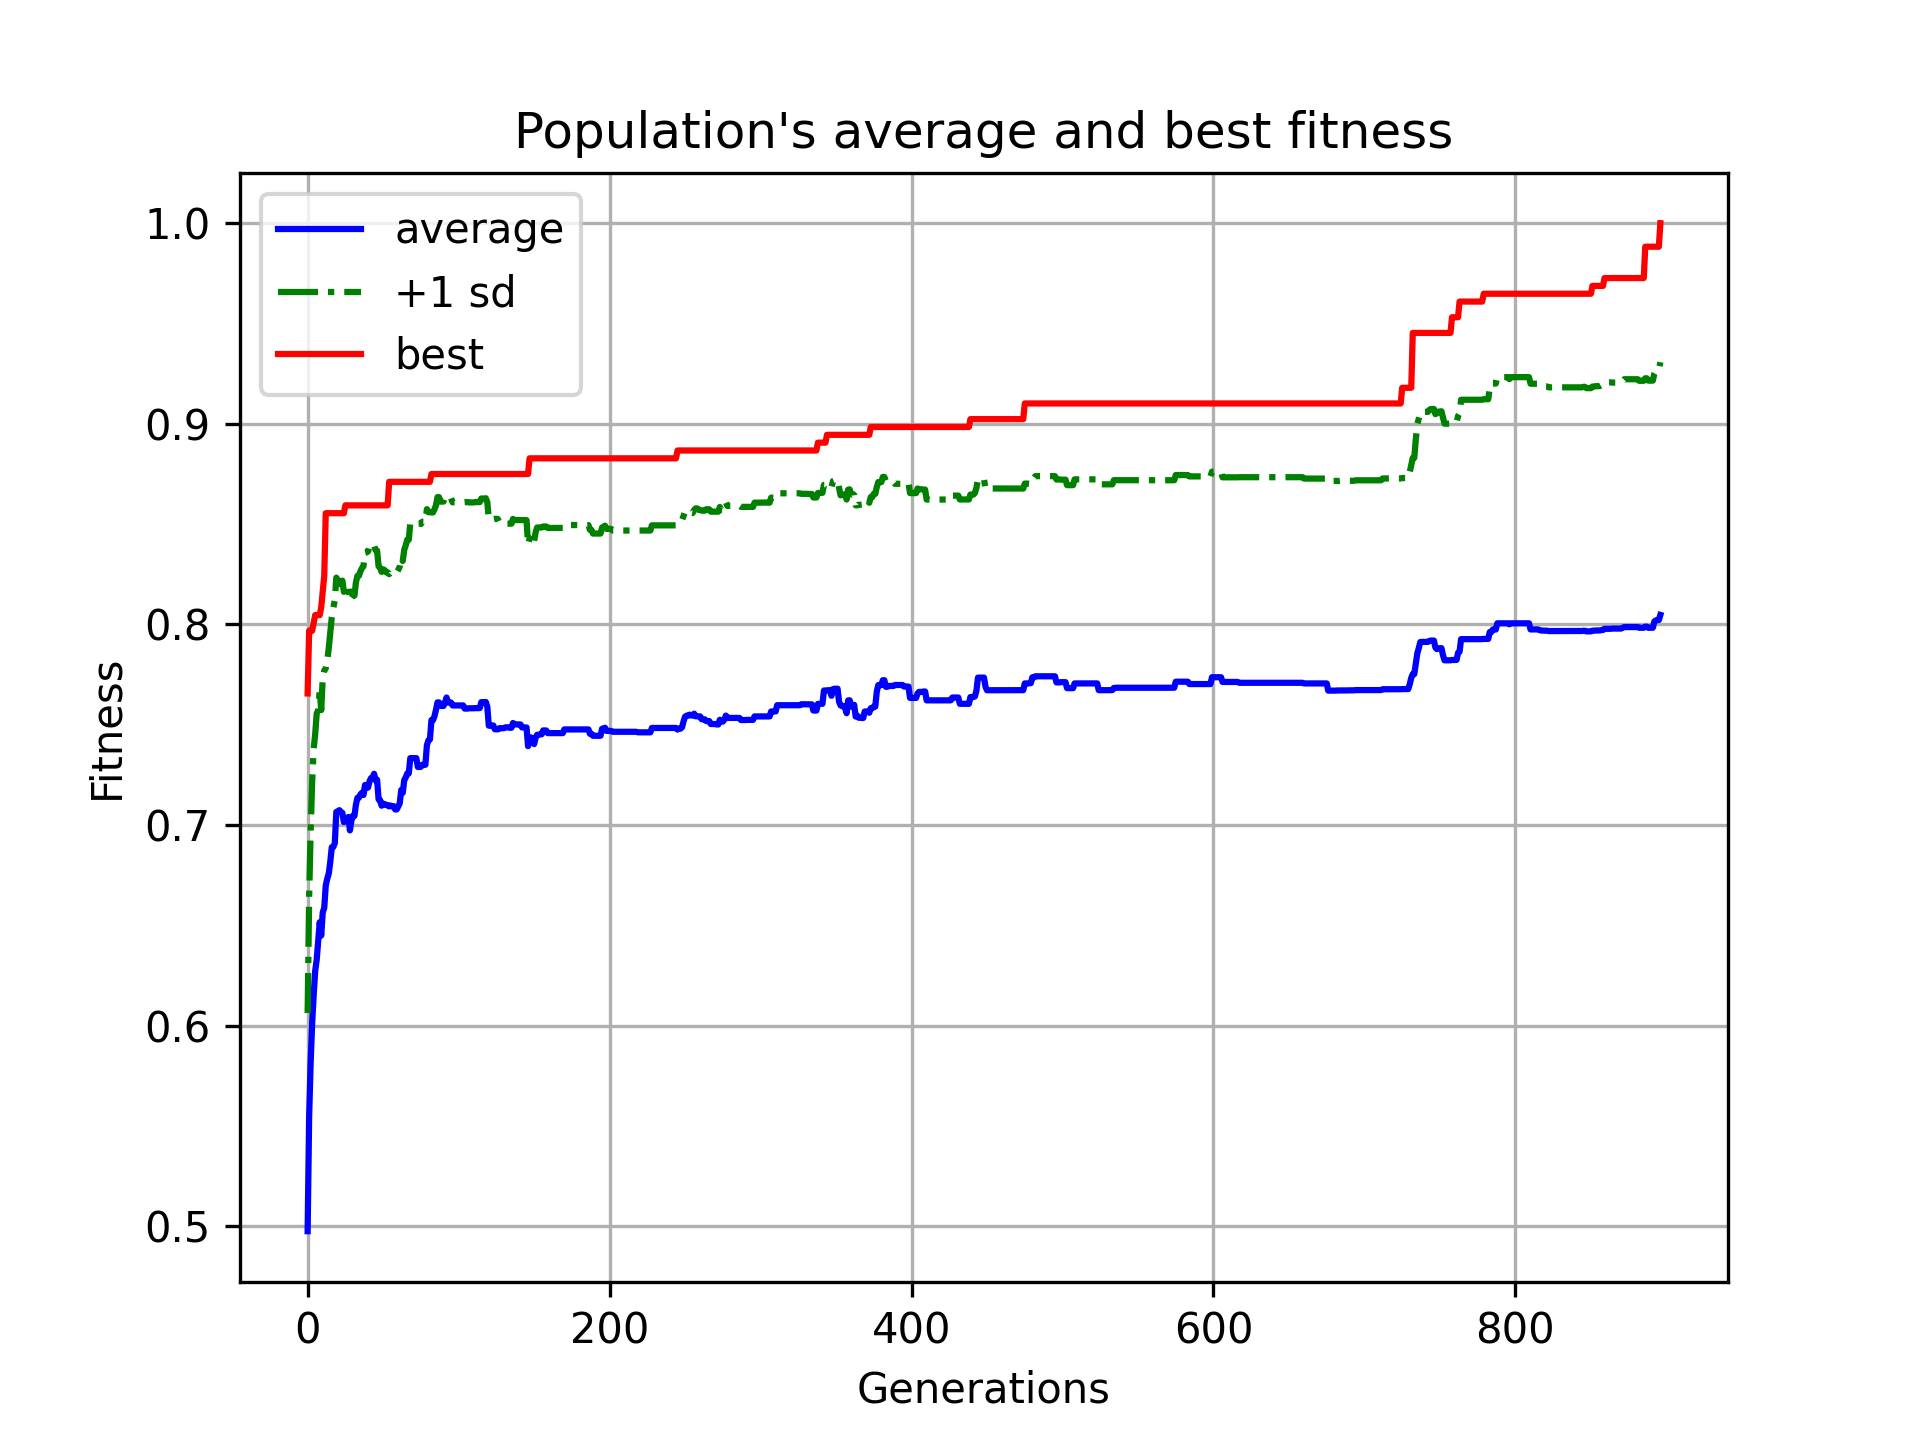 Population's average and best fitness
average
+1 sd
best
1.0
0.9
0.8
0.7
0.6
0.5
Fitness
0 200 400 600 800
Generations